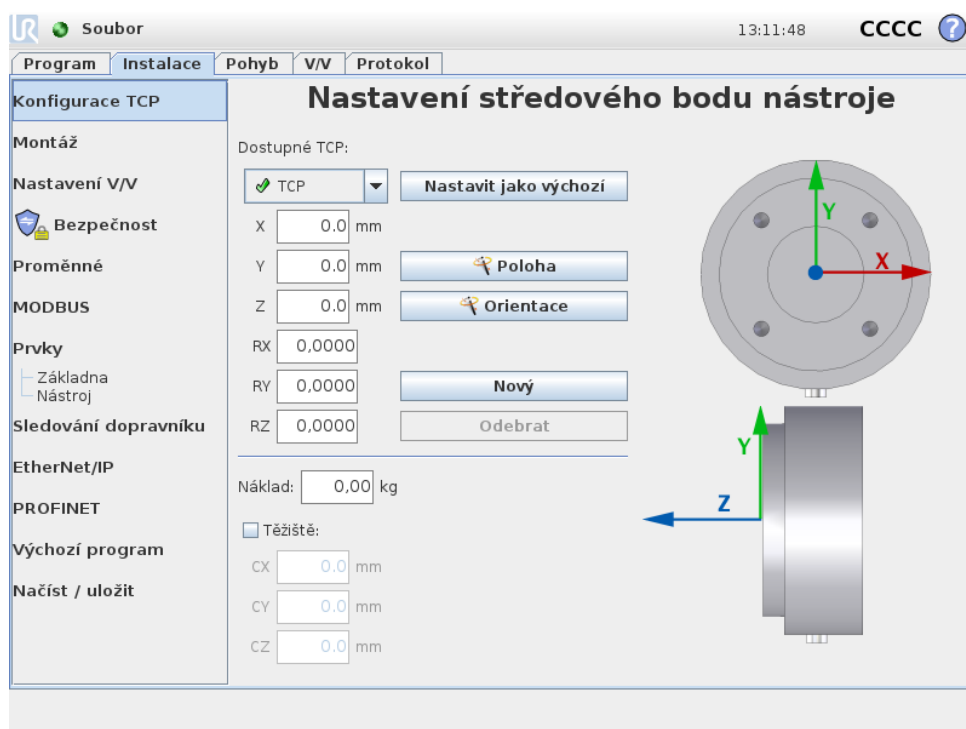 UR Soubor 13:11:48 CCCC ?
Program Instalace Pohyb V/V Protokol
Konfigurace TCP
Montáž
Nastavení V/V
Bezpečnost
Proměnné
MODBUS
Prvky
Základna
Nástroj
Sledování dopravníku
EtherNet/IP
PROFINET
Výchozí program
Načíst / uložit
Nastavení středového bodu nástroje
Dostupné TCP:
TCP Nastavit jako výchozí
X 0.0 mm
Y 0.0 mm Poloha
Z 0.0 mm Orientace
RX 0,0000
RY 0,0000 Nový
RZ 0,0000 Odebrat
Náklad: 0,00 kg
Těžiště:
CX 0.0 mm
CY 0.0 mm
CZ 0.0 mm
Y
X
Y
Z